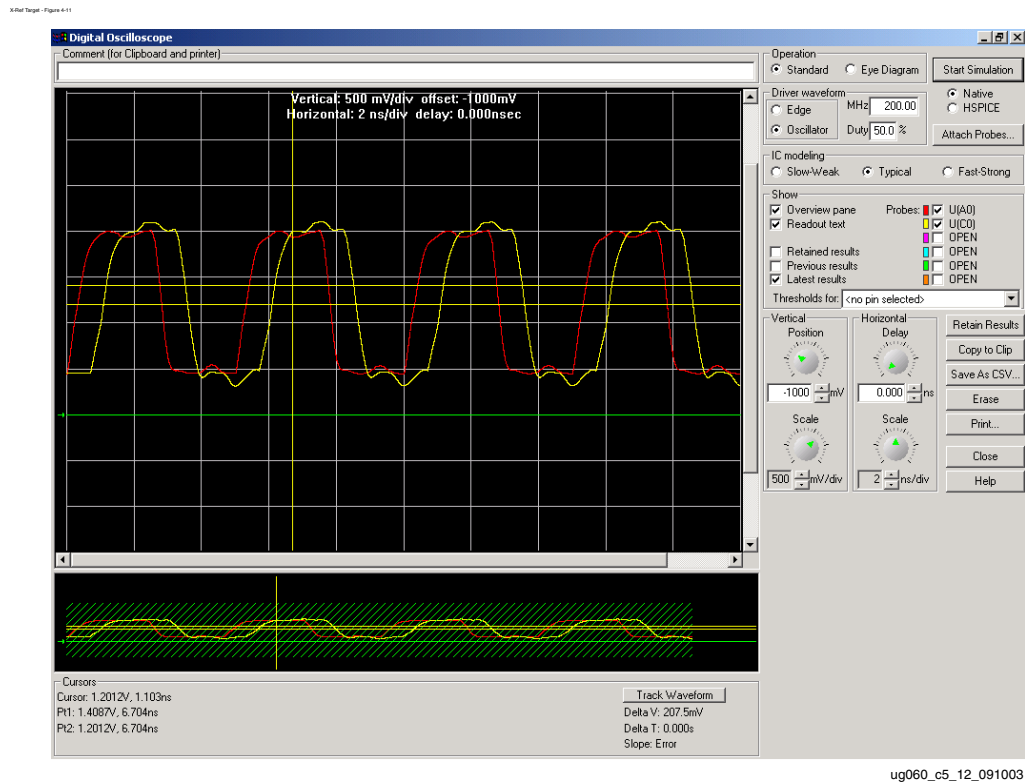 X-Ref Target - Figure 4-11
Digital Oscilloscope
Comment (for Clipboard and printer)
Vertical: 500 mV/div offset: -1000mV
Horizontal: 2 ns/div delay: 0.000nsec
Operation
Standard Eye Diagram
Start Simulation
Driver waveform
Edge
Oscillator
MHz 200.00
Duty 50.0 %
Native
HSPICE
Attach Probes...
IC modeling
Slow-Weak Typical Fast-Strong
Show
Overview pane Probes: U(A0)
Readout text U(C0)
OPEN
Retained results OPEN
Previous results OPEN
Latest results OPEN
Thresholds for: <no pin selected>
Vertical
Position
-1000 mV
Scale
500 mV/div
Horizontal
Delay
0.000 ns
Scale
2 ns/div
Retain Results
Copy to Clip
Save As CSV...
Erase
Print...
Close
Help
Cursors
Cursor: 1.2012V, 1.103ns
Pt1: 1.4087V, 6.704ns
Pt2: 1.2012V, 6.704ns
Track Waveform
Delta V: 207.5mV
Delta T: 0.000s
Slope: Error
ug060_c5_12_091003